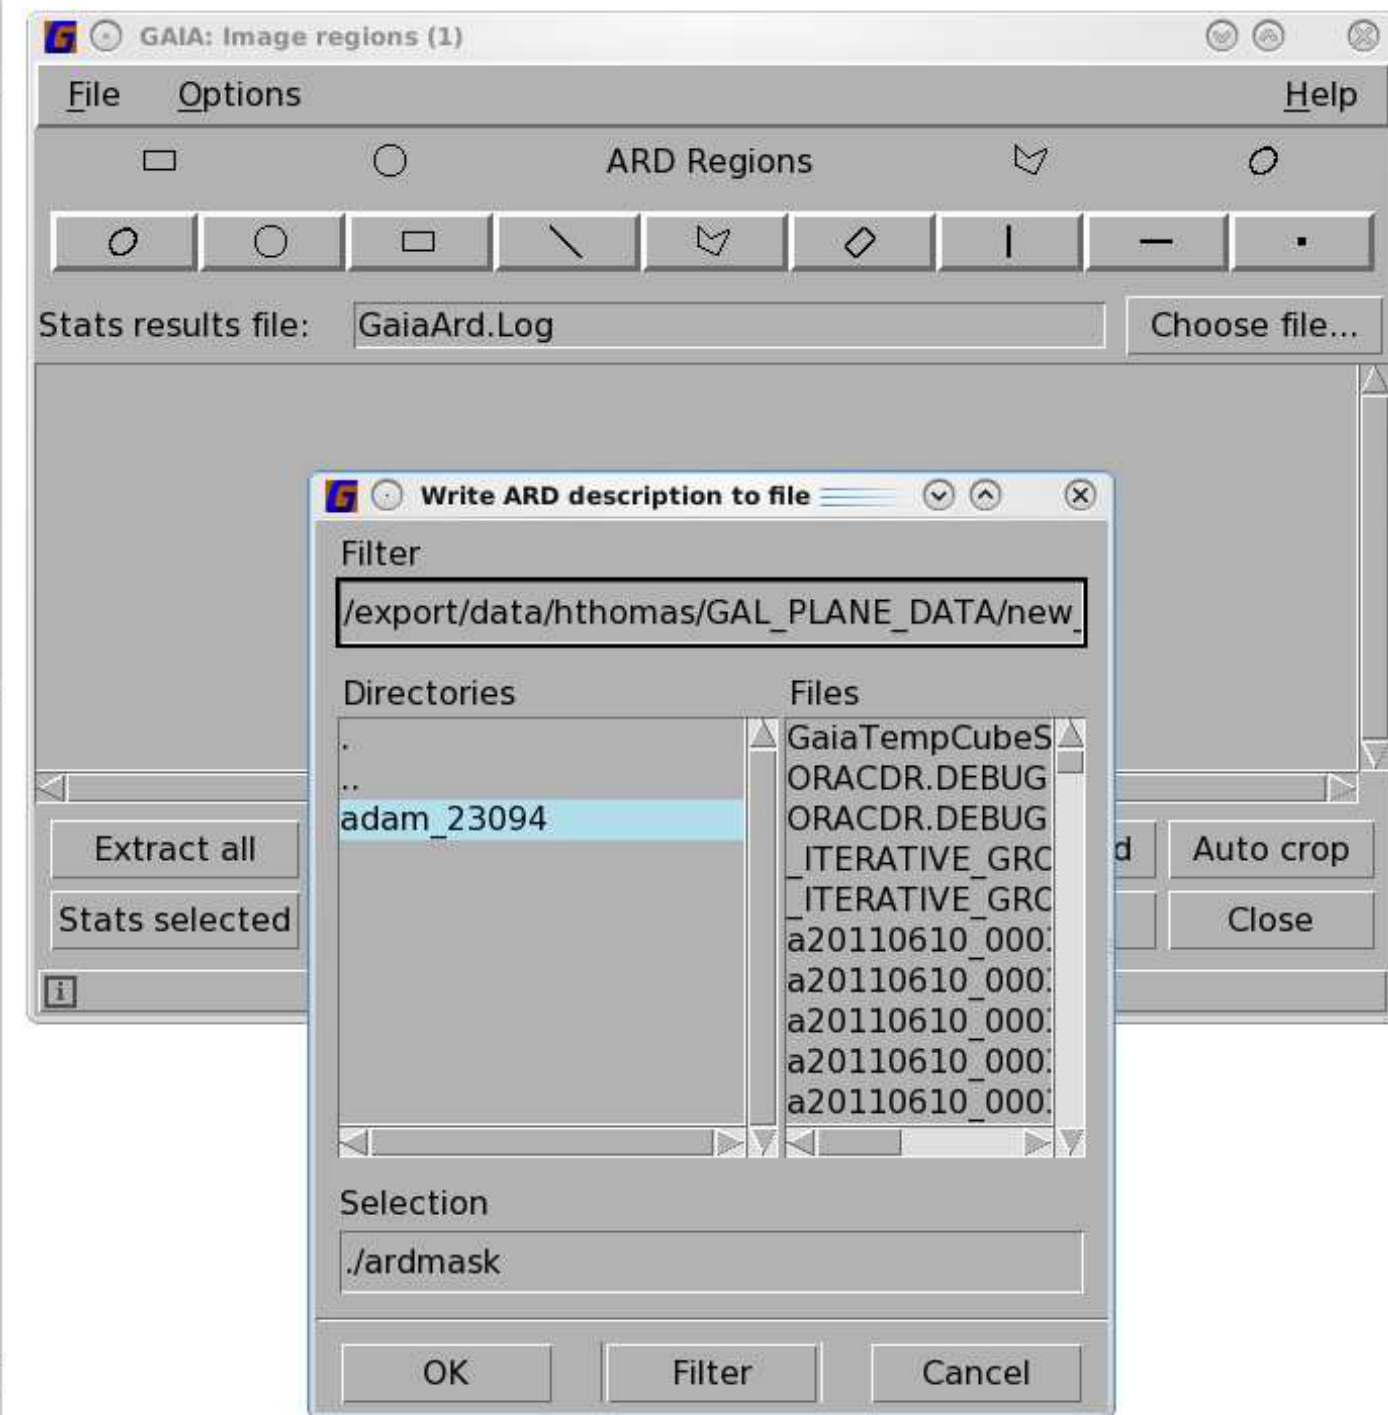 GAIA: Image regions (1)
File Options Help
ARD Regions
Stats results file: GaiaArd.Log Choose file...
Write ARD description to file
Filter
/export/data/hthomas/GAL_PLANE_DATA/new_
Directories Files
. GaiaTempCubeS
.. ORACDR.DEBUG
adam_23094 ORACDR.DEBUG
_ITERATIVE_GRO
_ITERATIVE_GRO
a20110610_000
a20110610_000
a20110610_000
a20110610_000
a20110610_000
Extract all d Auto crop
Stats selected Close
i
Selection
./ardmask
OK Filter Cancel